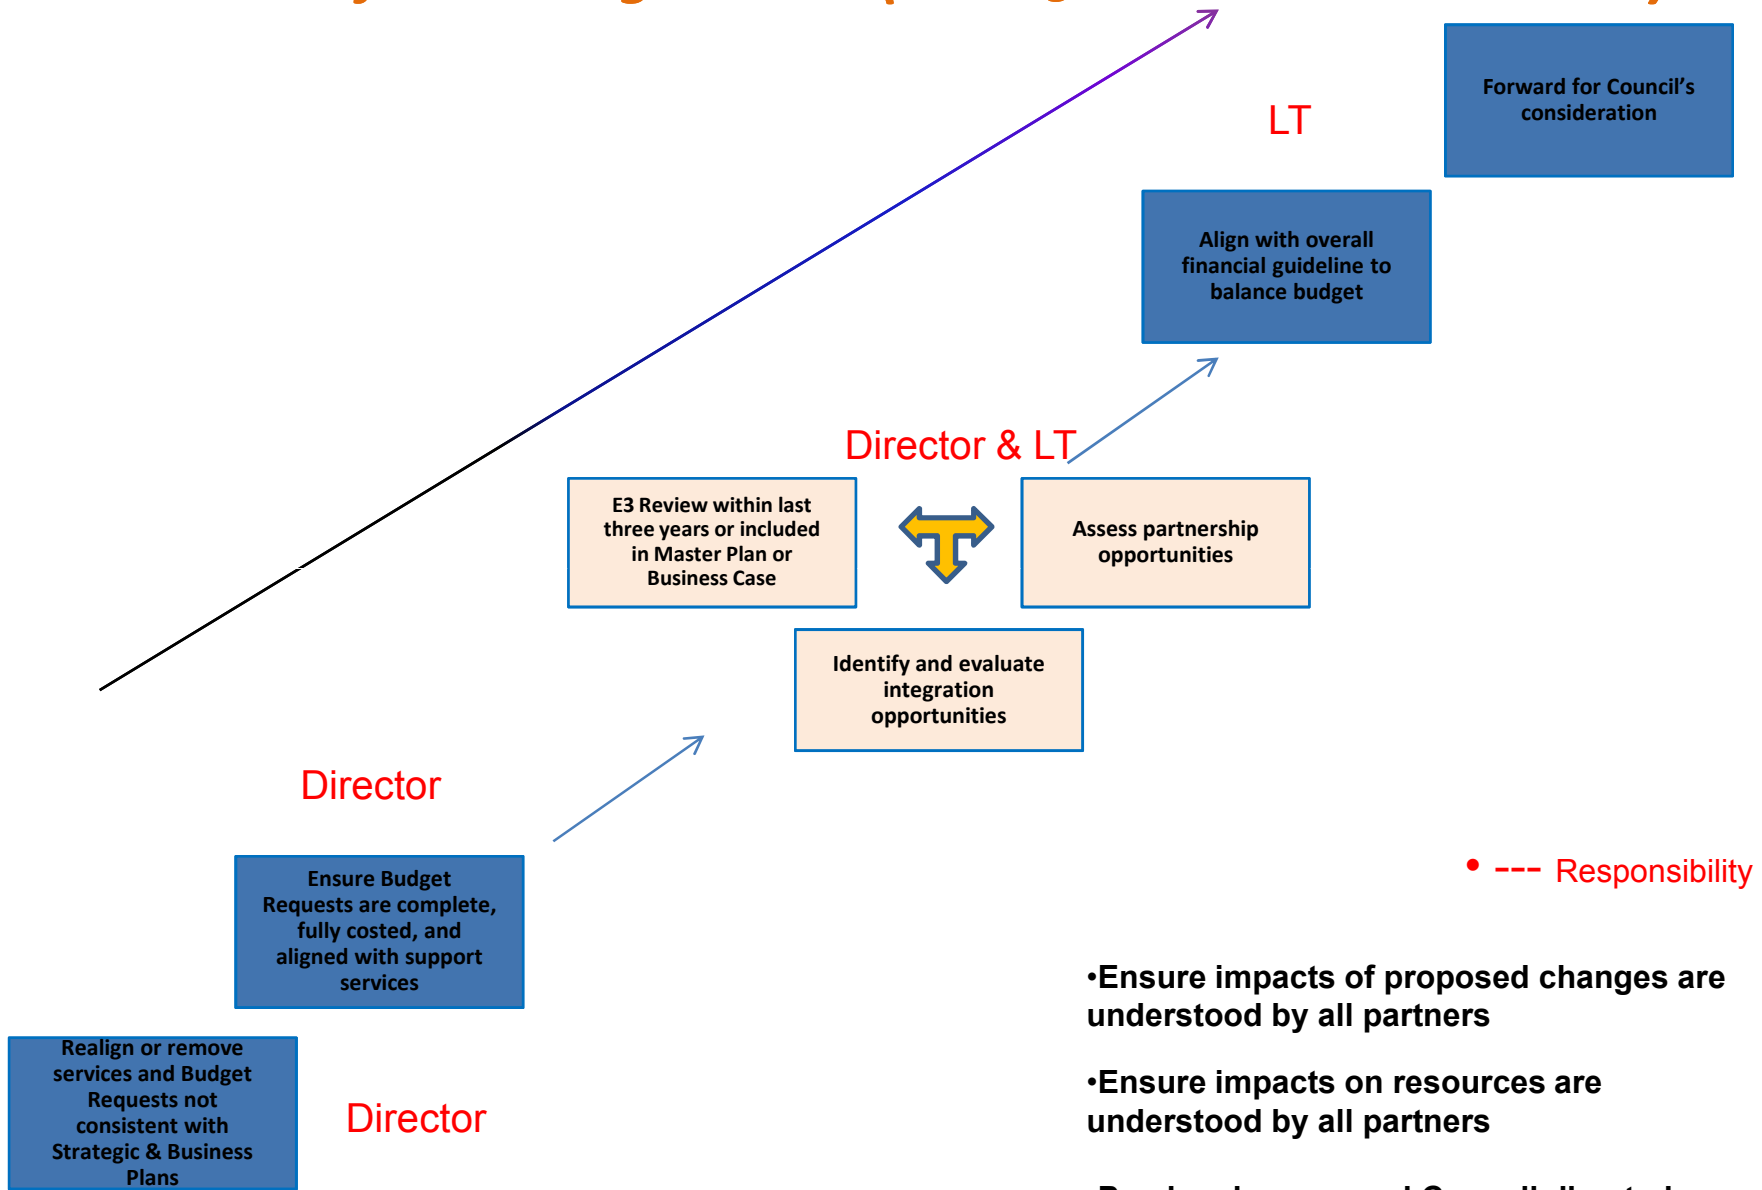 Forward for Council's
consideration
LT
Align with overall
financial guideline to
balance budget
Director & LT
E3 Review within last
three years or included
in Master Plan or
Business Case
Assess partnership
opportunities
Identify and evaluate
integration
opportunities
Director
Ensure Budget
Requests are complete,
fully costed, and
aligned with support
services
• --- Responsibility
•Ensure impacts of proposed changes are
understood by all partners
Realign or remove
services and Budget
Requests not
consistent with
Strategic & Business
Plans
Director
•Ensure impacts on resources are
understood by all partners